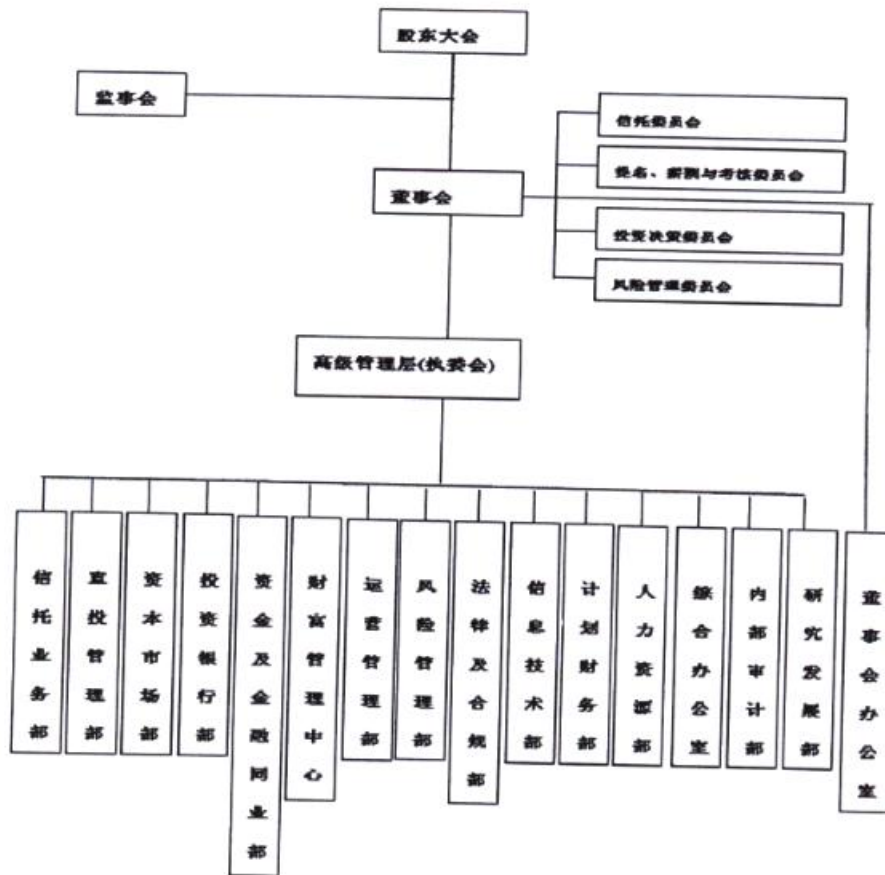 股东大会
监事会
信托委员会
提名、薪酬与考核委员会
董事会
投资决策委员会
风险管理委员会
高级管理层(执委会)
信托业务部
直投管理部
资本市场部
投资银行部
资金及金融同业部
财富管理中心
运营管理部
风险管理部
法律及合规部
信息技术部
计划财务部
人力资源部
综合办公室
内部审计部
研究发展部
董事会办公室